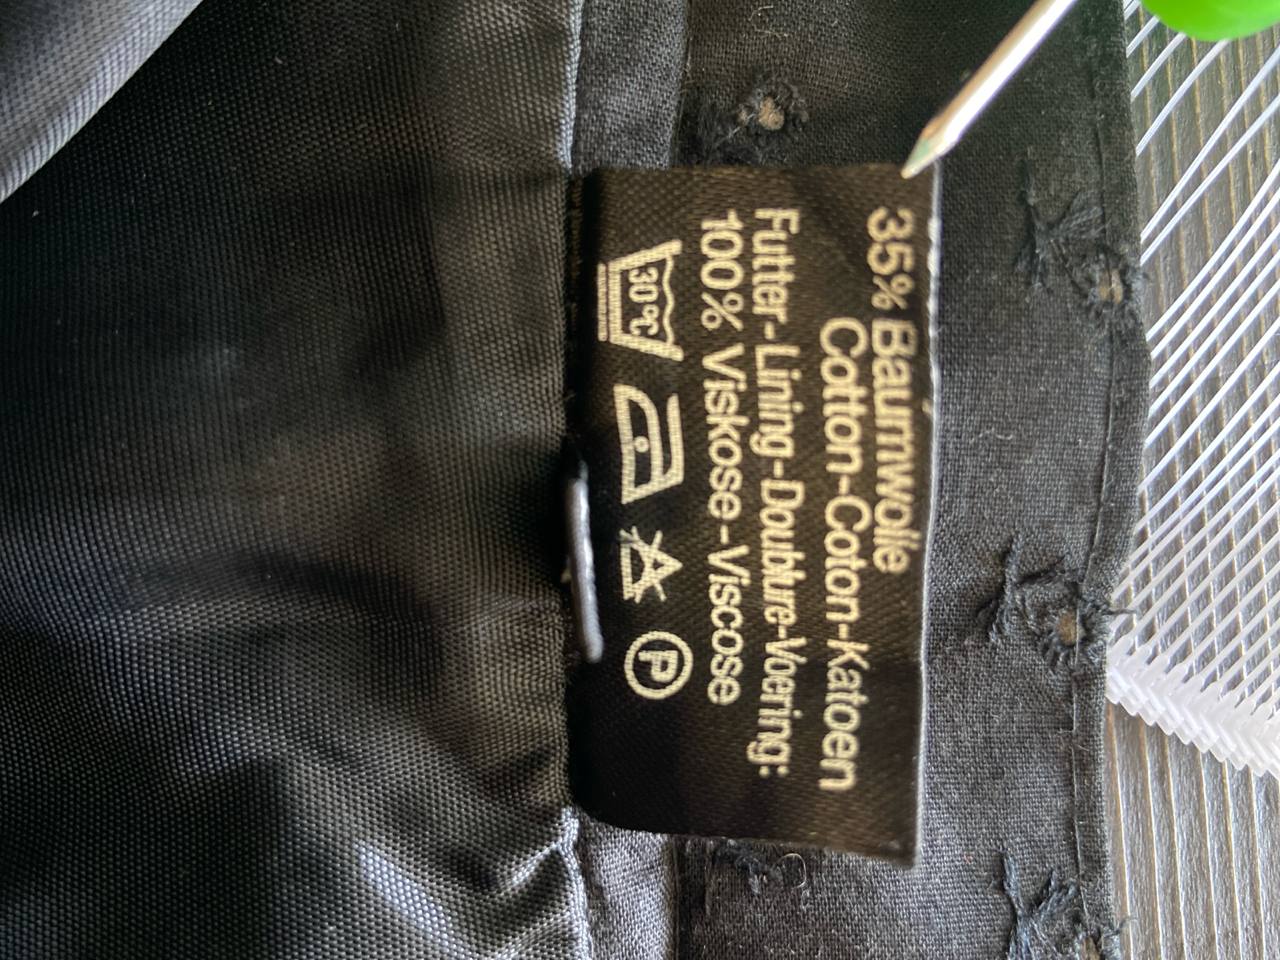 35% Baumwolle
Cotton-Coton-Katoen
Futter-Lining-Doublure-Voering:
100% Viskose-Viscose
30°C P